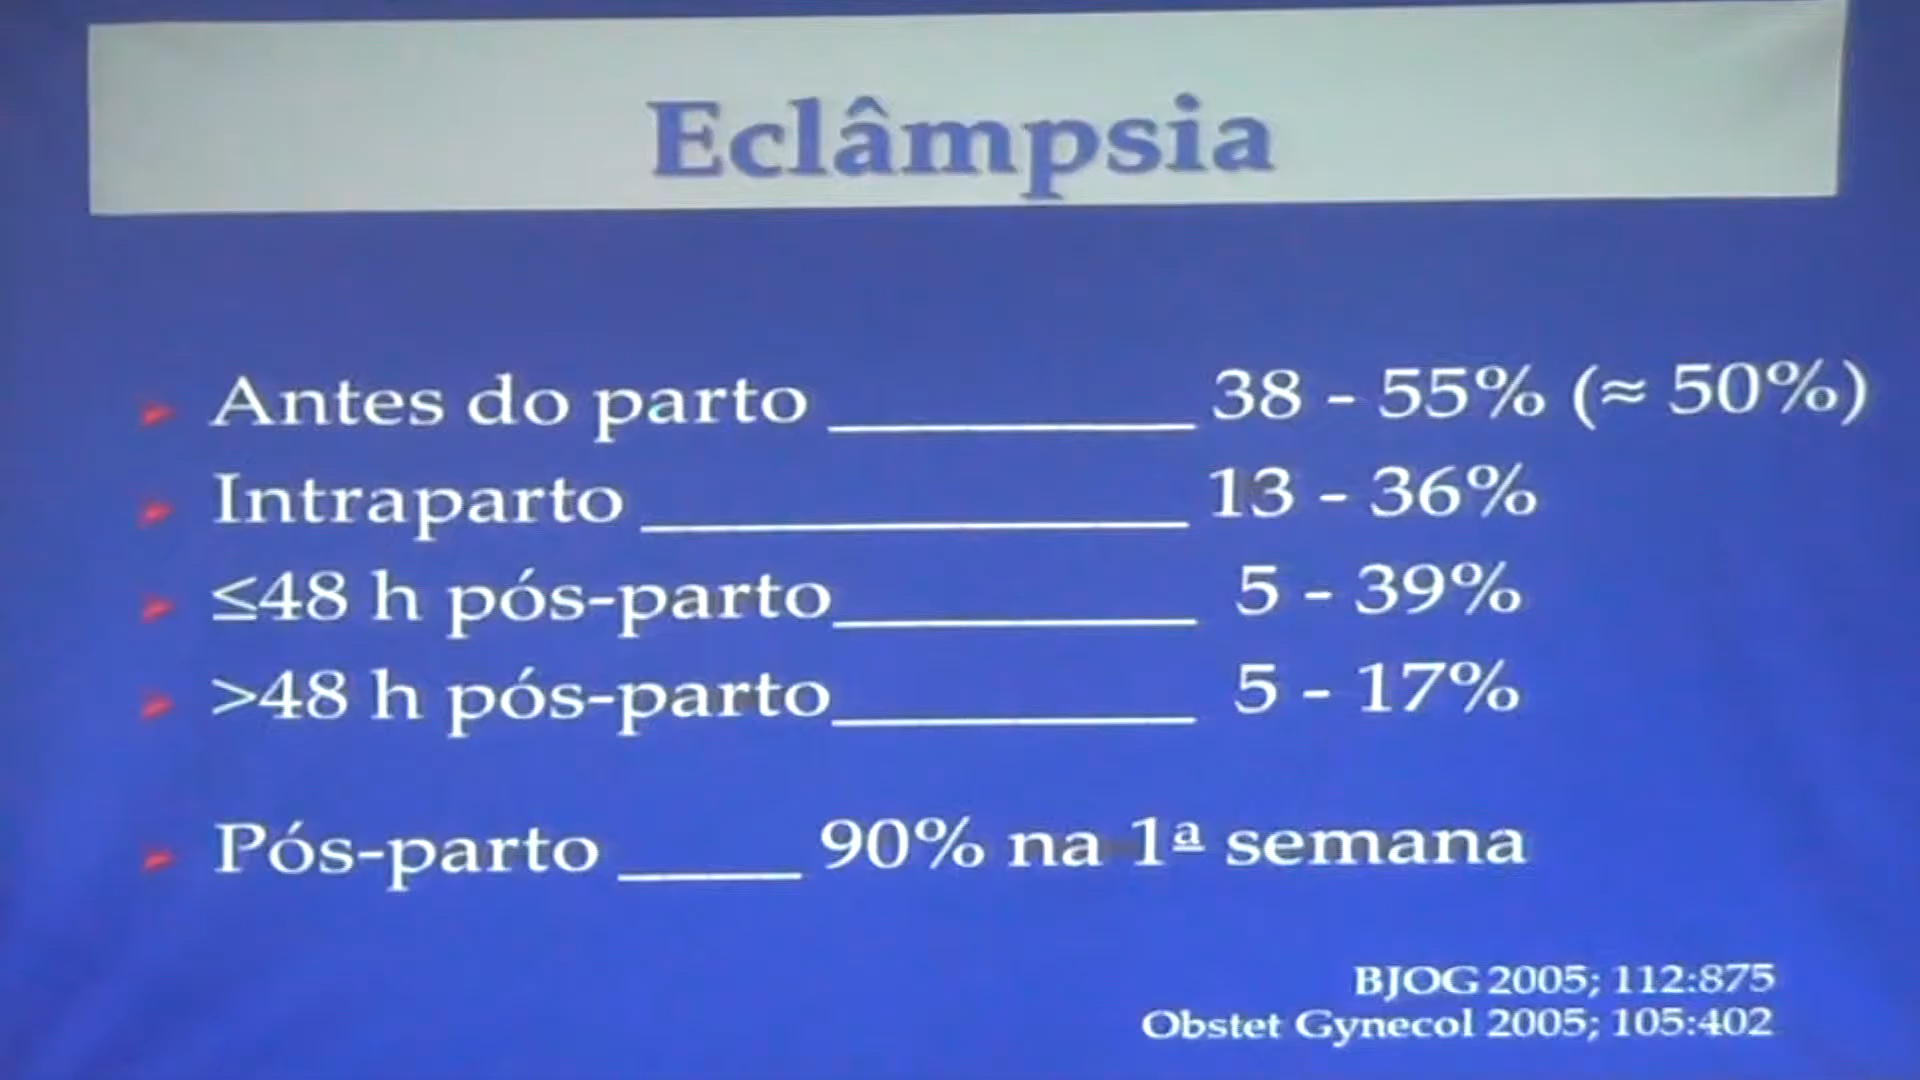 Eclâmpsia
Antes do parto __________ 38 - 55% (≈ 50%)
Intraparto _______________ 13 - 36%
≤48 h pós-parto__________ 5 - 39%
>48 h pós-parto__________ 5 - 17%
Pós-parto _____ 90% na 1ª semana
BJOG 2005; 112:875
Obstet Gynecol 2005; 105:402